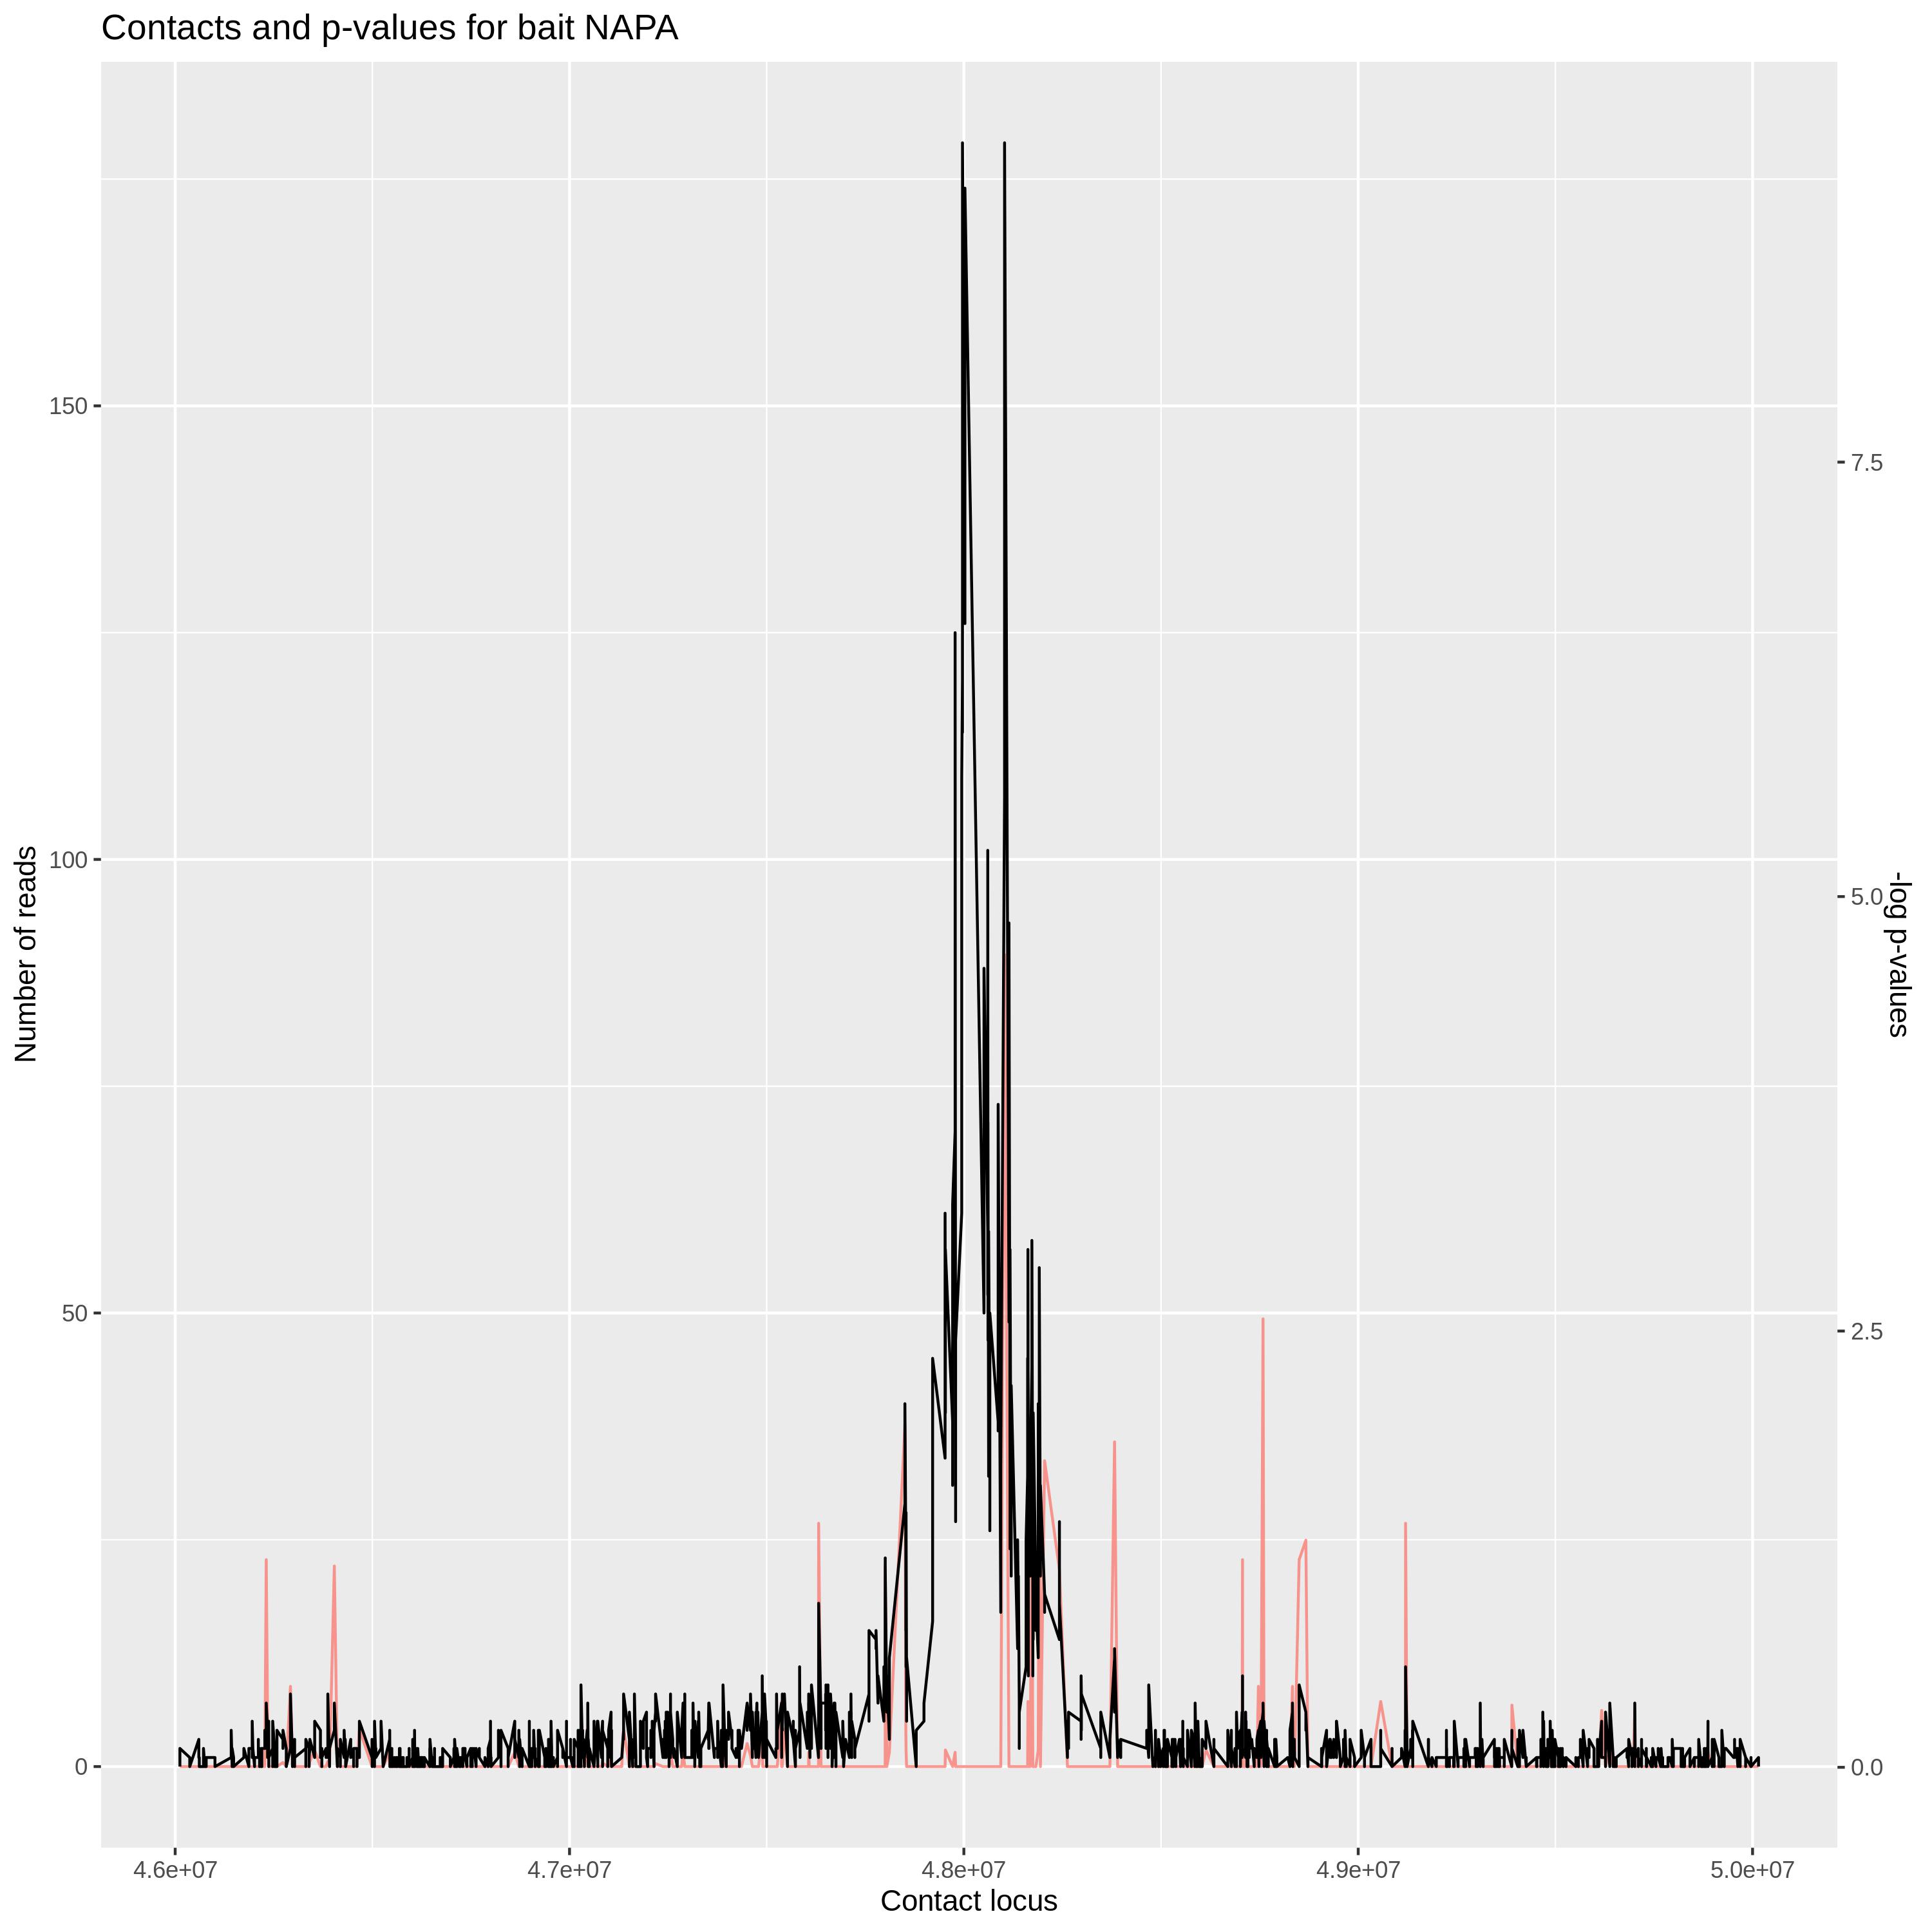 Contacts and p-values for bait NAPA
Number of reads
150
100
50
0
7.5
5.0
2.5
0.0
-log p-values
4.6e+07 4.7e+07 4.8e+07 4.9e+07 5.0e+07
Contact locus